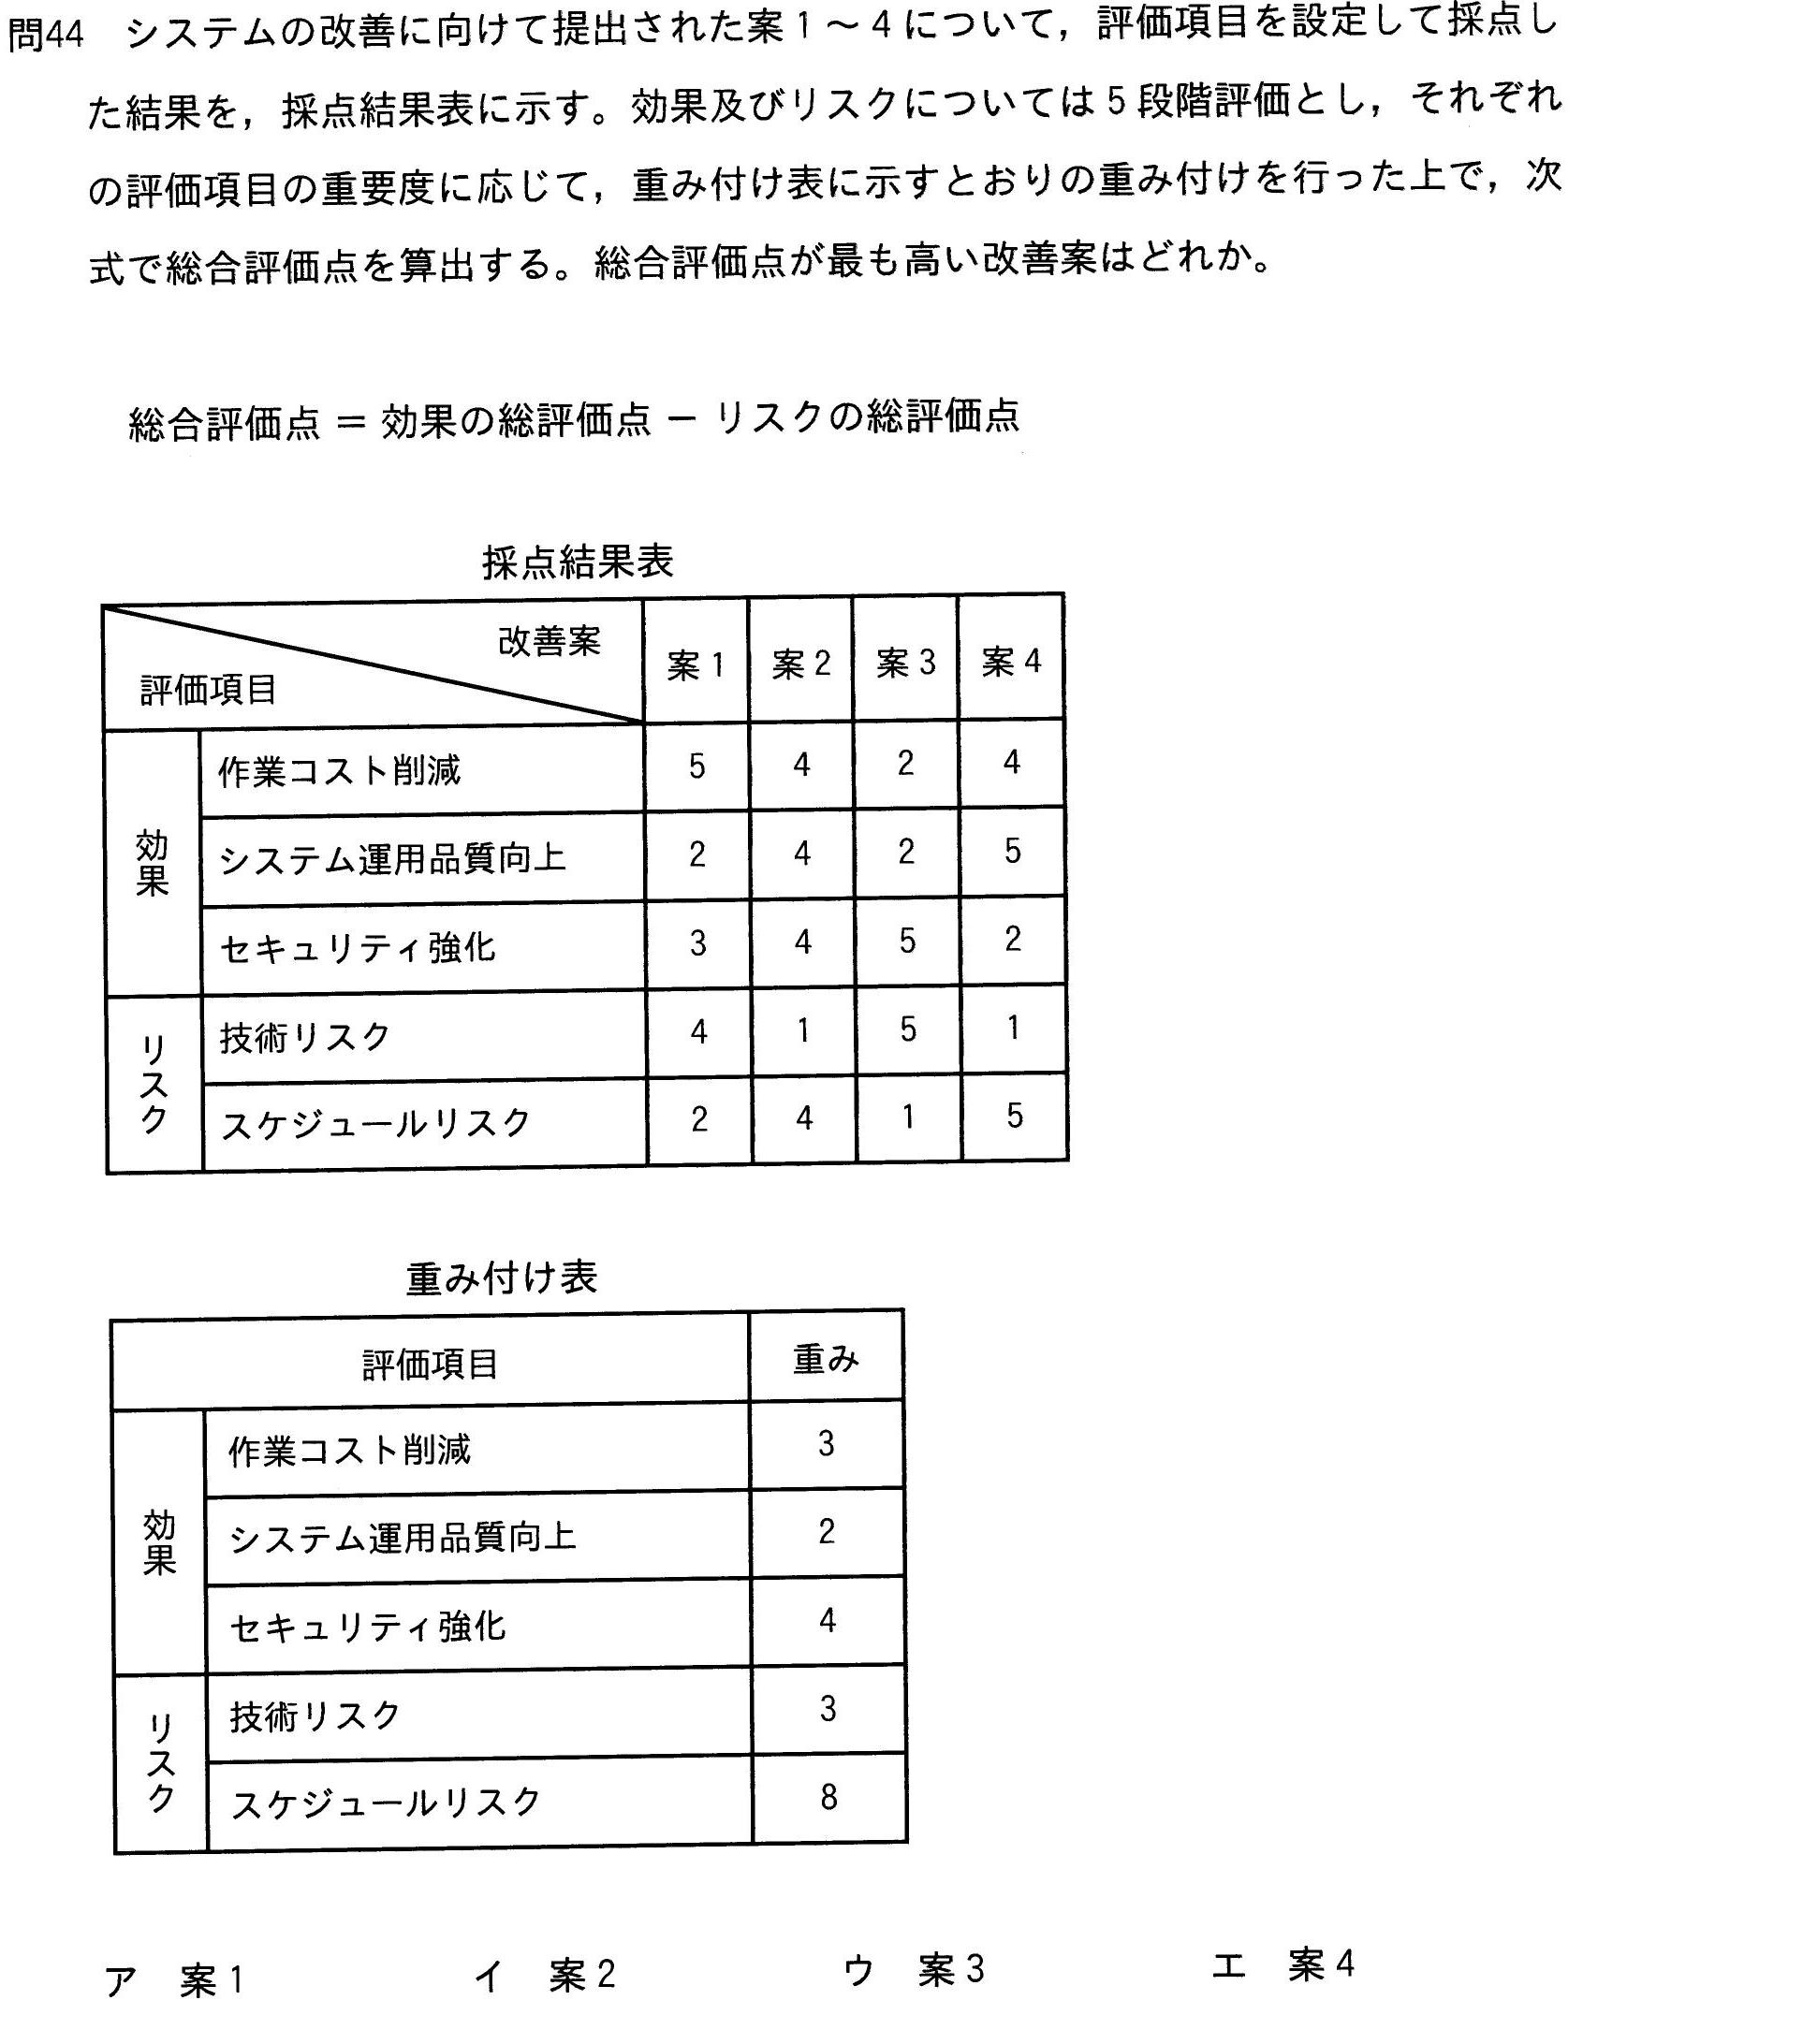 問44 システムの改善に向けて提出された案1～4について，評価項目を設定して採点し
た結果を，採点結果表に示す。効果及びリスクについては5段階評価とし，それぞれ
の評価項目の重要度に応じて，重み付け表に示すとおりの重み付けを行った上で，次
式で総合評価点を算出する。総合評価点が最も高い改善案はどれか。
総合評価点 ＝ 効果の総評価点 － リスクの総評価点
採点結果表
改善案 案1 案2 案3 案4
評価項目
効果
作業コスト削減 5 4 2 4
システム運用品質向上 2 4 2 5
セキュリティ強化 3 4 5 2
リスク
技術リスク 4 1 5 1
スケジュールリスク 2 4 1 5
重み付け表
評価項目 重み
効果
作業コスト削減 3
システム運用品質向上 2
セキュリティ強化 4
リスク
技術リスク 3
スケジュールリスク 8
ア 案1 イ 案2 ウ 案3 エ 案4